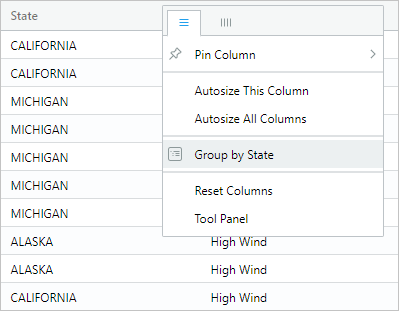 State
CALIFORNIA
Pin Column
CALIFORNIA
MICHIGAN
Autosize This Column
MICHIGAN
Autosize All Columns
MICHIGAN
Group by State
MICHIGAN
Reset Columns
MICHIGAN
Tool Panel
ALASKA High Wind
ALASKA High Wind
CALIFORNIA High Wind